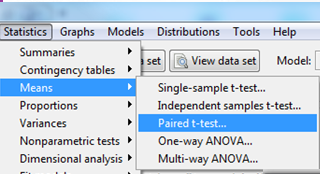 Statistics Graphs Models Distributions Tools Help
Summaries
Contingency tables
Means
Proportions
Variances
Nonparametric tests
Dimensional analysis
set View data set Model:
Single-sample t-test...
Independent samples t-test...
Paired t-test...
One-way ANOVA...
Multi-way ANOVA...